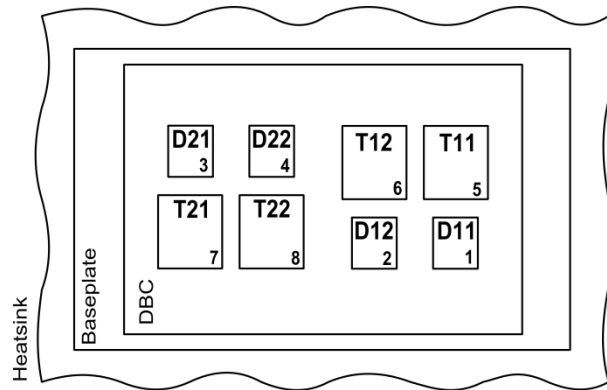 D21
3
D22
4
T12
6
T11
5
T21
7
T22
8
D12
2
D11
1
DBC
Baseplate
Heatsink